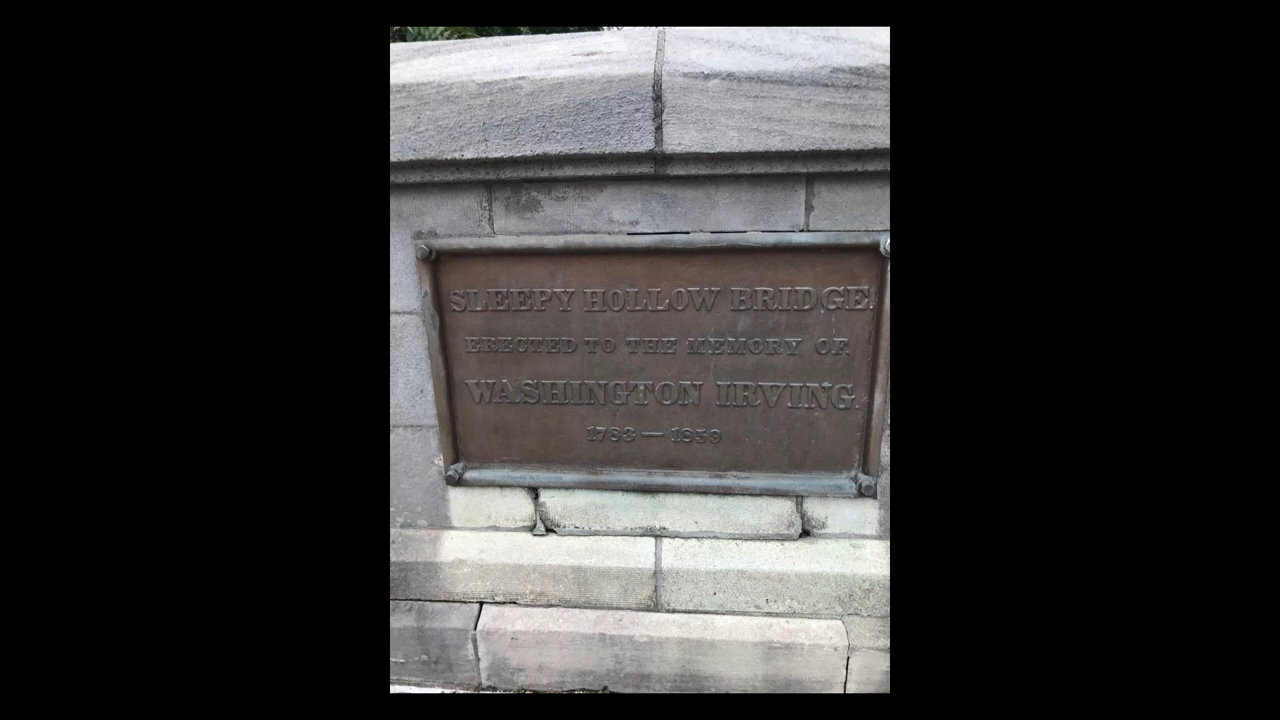 SLEEPY HOLLOW BRIDGE.
ERECTED TO THE MEMORY OF
WASHINGTON IRVING.
1783 — 1859